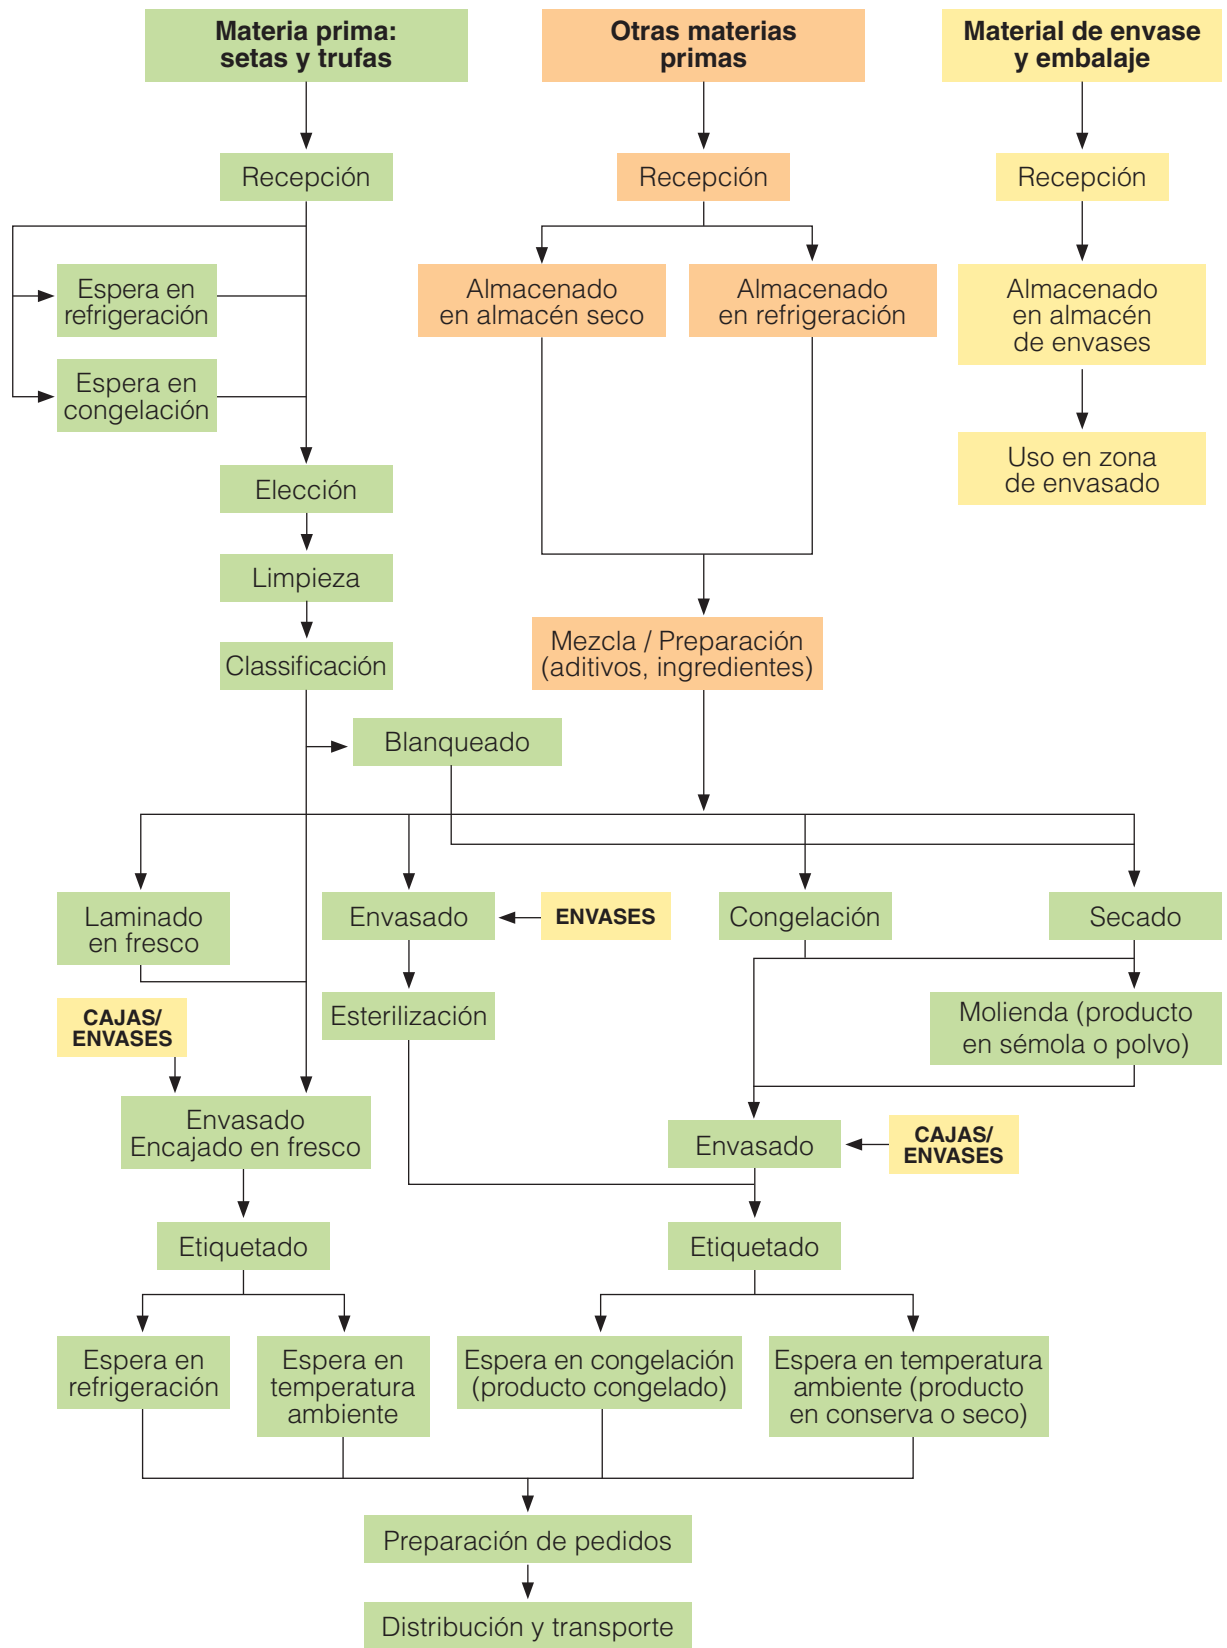 Materia prima:
setas y trufas
Otras materias
primas
Material de envase
y embalaje
Recepción
Recepción
Recepción
Espera en
refrigeración
Almacenado
en almacén seco
Almacenado
en refrigeración
Almacenado
en almacén
de envases
Espera en
congelación
Uso en zona
de envasado
Elección
Limpieza
Classificación
Mezcla / Preparación
(aditivos, ingredientes)
Blanqueado
Laminado
en fresco
Envasado
ENVASES
Congelación
Secado
CAJAS/
ENVASES
Esterilización
Molienda (producto
en sémola o polvo)
Envasado
Encajado en fresco
Envasado
CAJAS/
ENVASES
Etiquetado
Etiquetado
Espera en
refrigeración
Espera en
temperatura
ambiente
Espera en congelación
(producto congelado)
Espera en temperatura
ambiente (producto
en conserva o seco)
Preparación de pedidos
Distribución y transporte